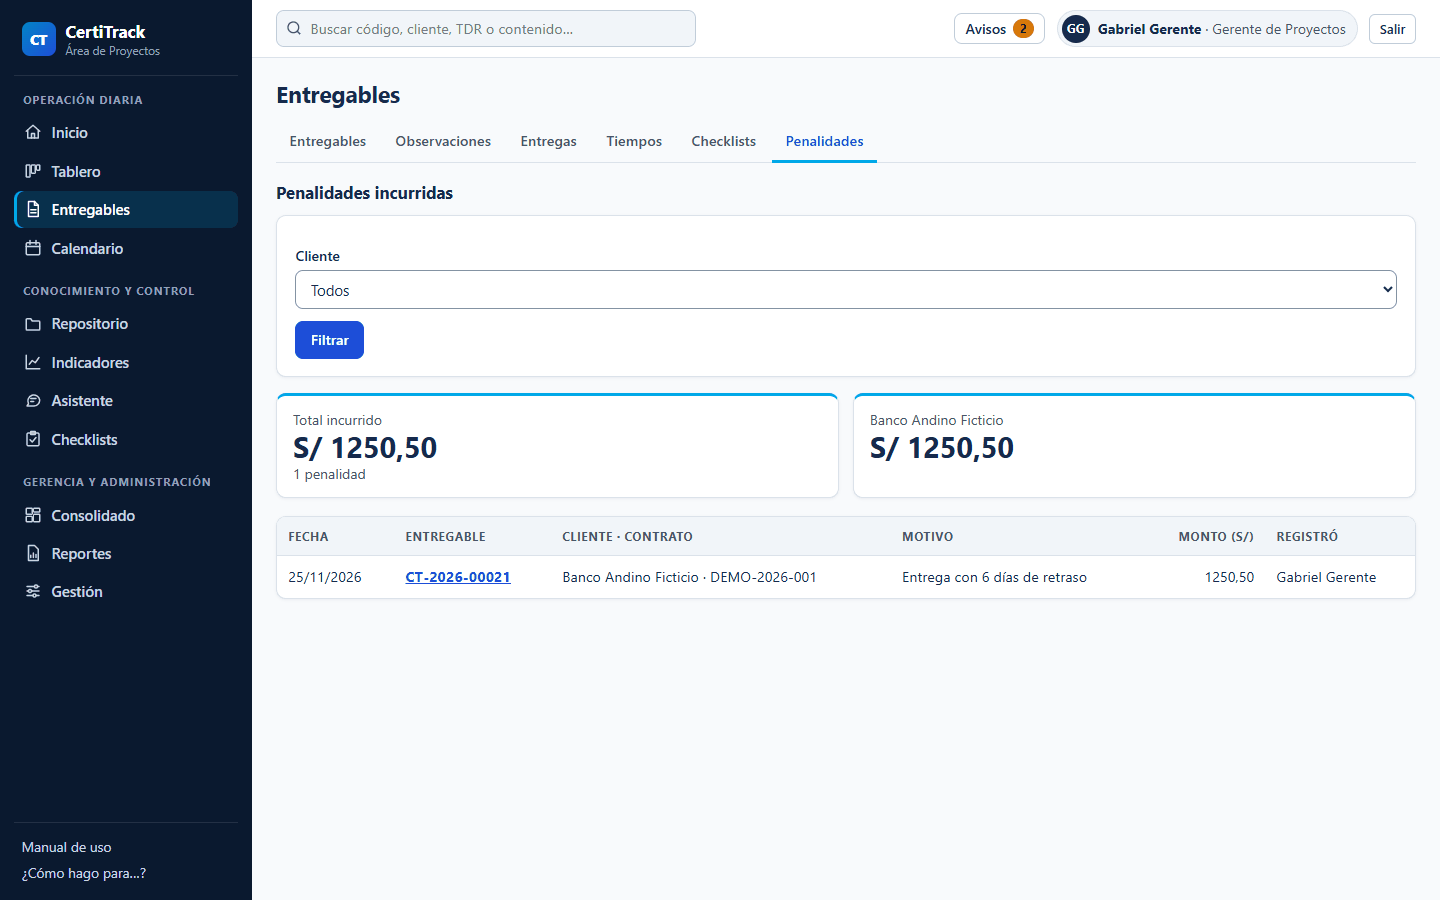 CT
CertiTrack
Área de Proyectos
OPERACIÓN DIARIA
Inicio
Tablero
Entregables
Calendario
CONOCIMIENTO Y CONTROL
Repositorio
Indicadores
Asistente
Checklists
GERENCIA Y ADMINISTRACIÓN
Consolidado
Reportes
Gestión
Manual de uso
¿Cómo hago para...?
Buscar código, cliente, TDR o contenido...
Avisos 2
GG Gabriel Gerente · Gerente de Proyectos
Salir
Entregables
Entregables Observaciones Entregas Tiempos Checklists Penalidades
Penalidades incurridas
Cliente
Todos
Filtrar
Total incurrido
S/ 1250,50
1 penalidad
Banco Andino Ficticio
S/ 1250,50
FECHA ENTREGABLE CLIENTE · CONTRATO MOTIVO MONTO (S/) REGISTRÓ
25/11/2026 CT-2026-00021 Banco Andino Ficticio · DEMO-2026-001 Entrega con 6 días de retraso 1250,50 Gabriel Gerente